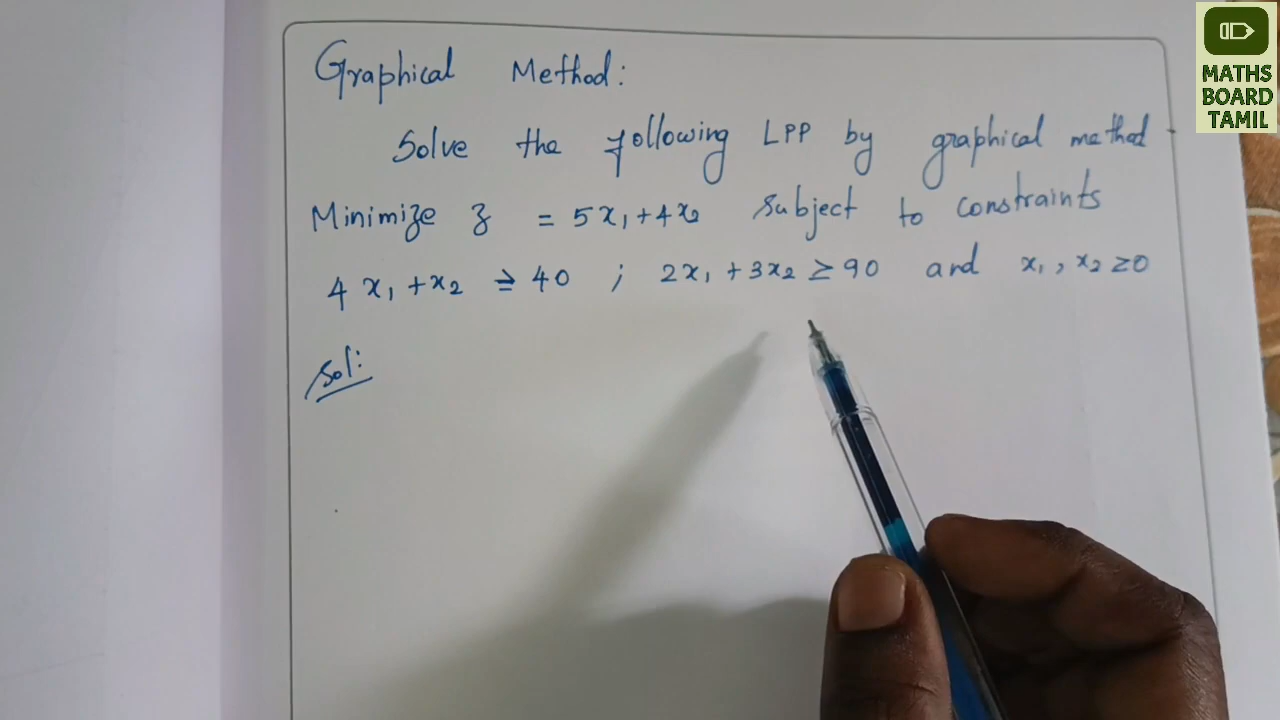 Graphical Method:
Solve the following LPP by graphical method
Minimize z = 5x₁+4x₂ subject to constraints
4x₁+x₂ ≥ 40 ; 2x₁+3x₂ ≥ 90 and x₁, x₂ ≥ 0
Sol:
MATHS
BOARD
TAMIL